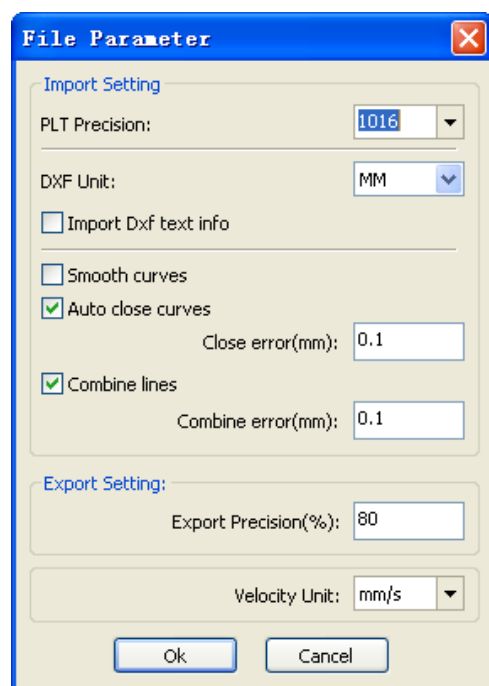 File Parameter
Import Setting
PLT Precision: 1016
DXF Unit: MM
Import Dxf text info
Smooth curves
Auto close curves
Close error(mm): 0.1
Combine lines
Combine error(mm): 0.1
Export Setting:
Export Precision(%): 80
Velocity Unit: mm/s
Ok Cancel